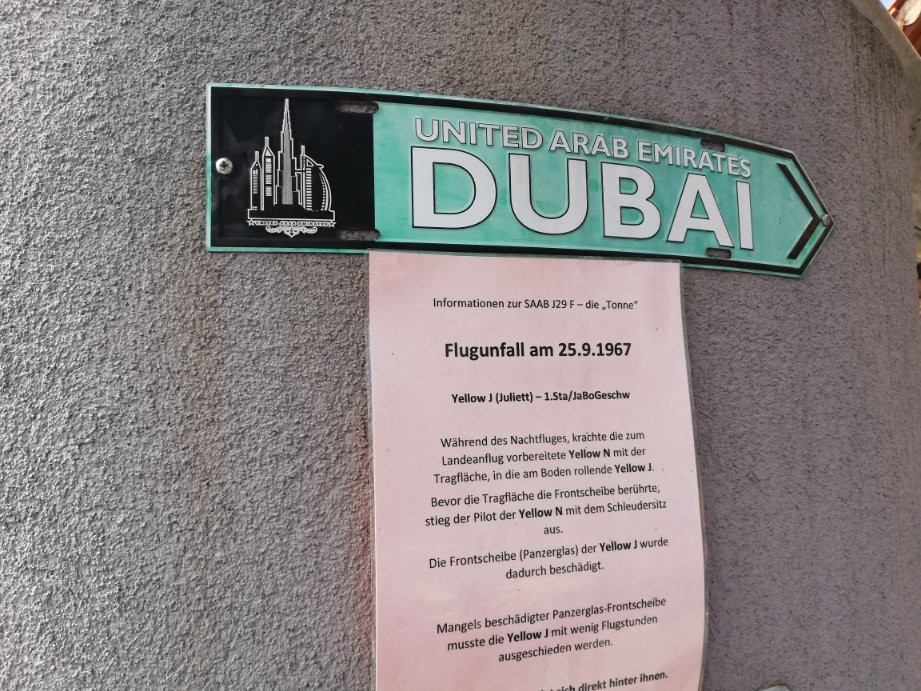 UNITED ARAB EMIRATES
DUBAI
UNITED ARAB EMIRATES
Informationen zur SAAB J29 F – die „Tonne“
Flugunfall am 25.9.1967
Yellow J (Juliett) – 1.Sta/JaBoGeschw
Während des Nachtfluges, krachte die zum
Landeanflug vorbereitete Yellow N mit der
Tragfläche, in die am Boden rollende Yellow J.
Bevor die Tragfläche die Frontscheibe berührte,
stieg der Pilot der Yellow N mit dem Schleudersitz
aus.
Die Frontscheibe (Panzerglas) der Yellow J wurde
dadurch beschädigt.
Mangels beschädigter Panzerglas-Frontscheibe
musste die Yellow J mit wenig Flugstunden
ausgeschieden werden.
sich direkt hinter ihnen.